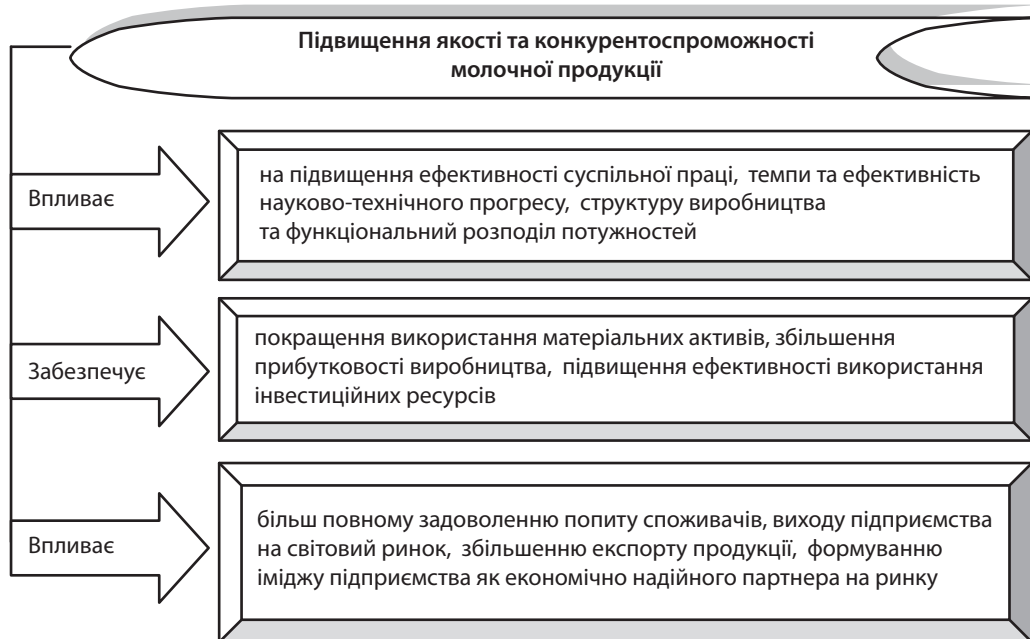 Підвищення якості та конкурентоспроможності
молочної продукції
Впливає
на підвищення ефективності суспільної праці, темпи та ефективність
науково-технічного прогресу, структуру виробництва
та функціональний розподіл потужностей
Забезпечує
покращення використання матеріальних активів, збільшення
прибутковості виробництва, підвищення ефективності використання
інвестиційних ресурсів
Впливає
більш повному задоволенню попиту споживачів, виходу підприємства
на світовий ринок, збільшенню експорту продукції, формуванню
іміджу підприємства як економічно надійного партнера на ринку